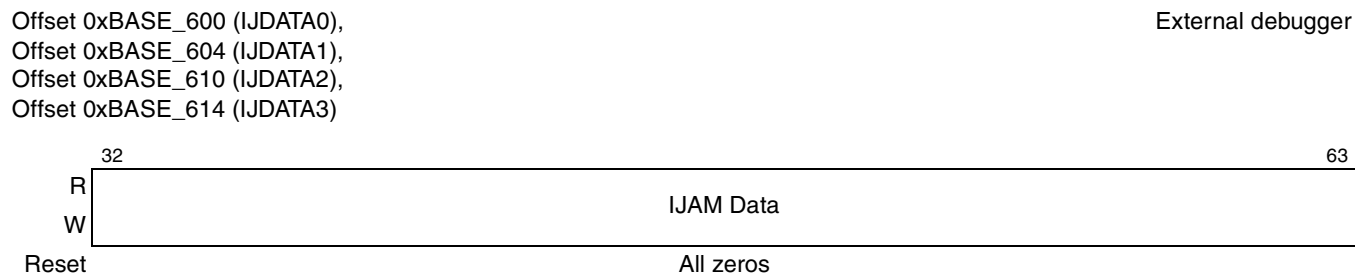 Offset 0xBASE_600 (IJDATA0), External debugger
Offset 0xBASE_604 (IJDATA1),
Offset 0xBASE_610 (IJDATA2),
Offset 0xBASE_614 (IJDATA3)
32 63
R
IJAM Data
W
Reset All zeros